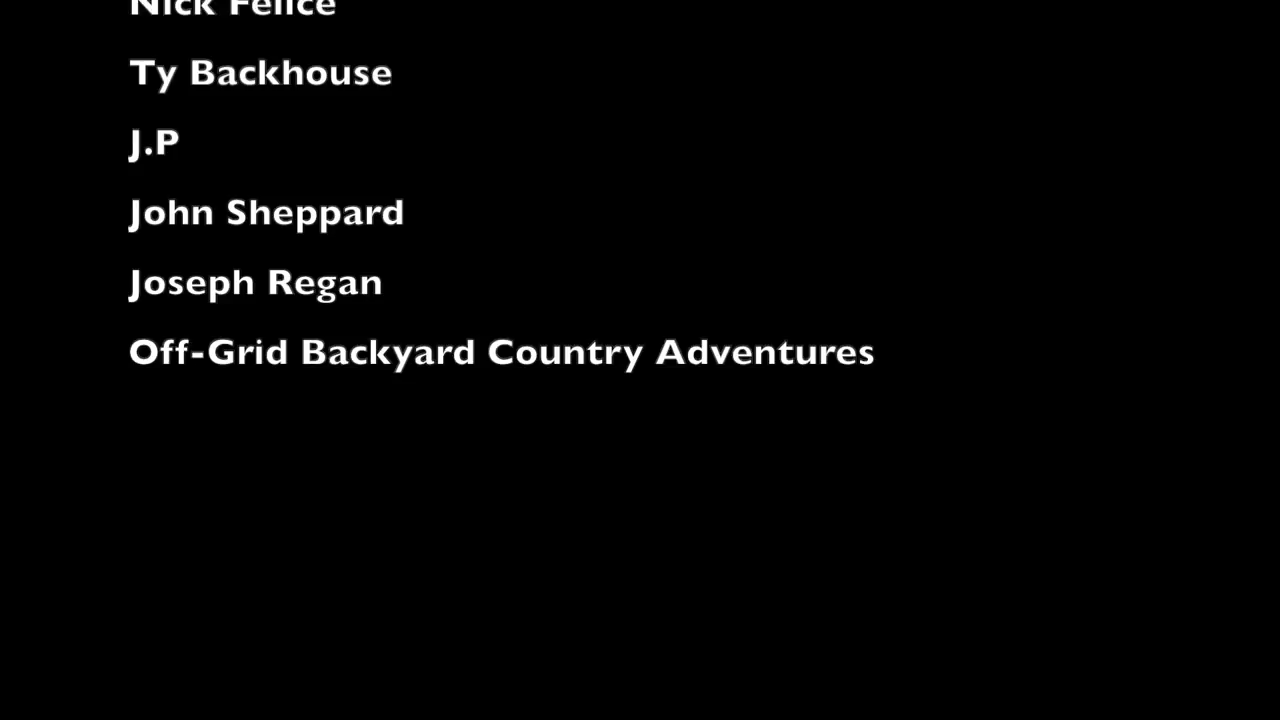 Nick Felice
Ty Backhouse
J.P
John Sheppard
Joseph Regan
Off-Grid Backyard Country Adventures